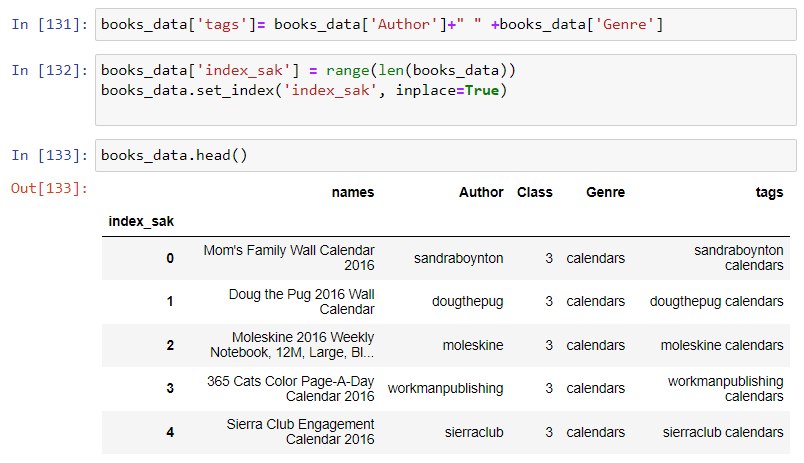 In [131]: books_data['tags']= books_data['Author']+" " +books_data['Genre']
In [132]: books_data['index_sak'] = range(len(books_data))
books_data.set_index('index_sak', inplace=True)
In [133]: books_data.head()
Out[133]:
names Author Class Genre tags
index_sak
0 Mom's Family Wall Calendar 2016 sandraboynton 3 calendars sandraboynton calendars
1 Doug the Pug 2016 Wall Calendar dougthepug 3 calendars dougthepug calendars
2 Moleskine 2016 Weekly Notebook, 12M, Large, Bl... moleskine 3 calendars moleskine calendars
3 365 Cats Color Page-A-Day Calendar 2016 workmanpublishing 3 calendars workmanpublishing calendars
4 Sierra Club Engagement Calendar 2016 sierraclub 3 calendars sierraclub calendars